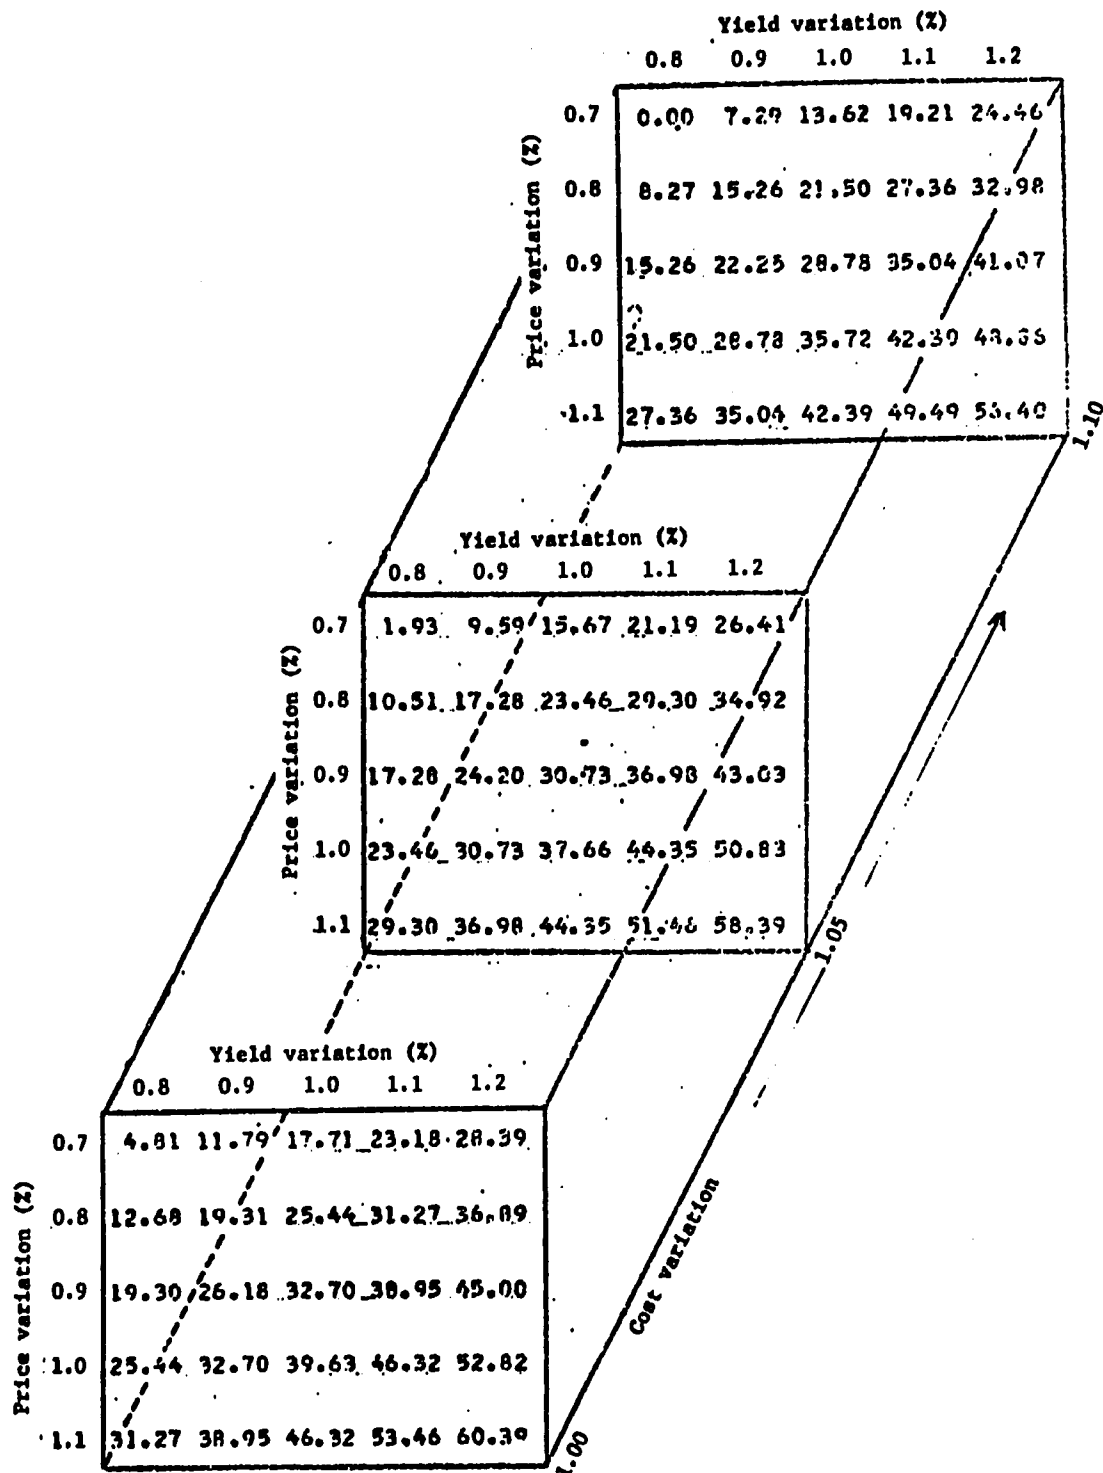 Yield variation (%)
0.8 0.9 1.0 1.1 1.2
Price variation (%)
0.7 0.00 7.29 13.62 19.21 24.46
0.8 8.27 15.26 21.50 27.36 32.98
0.9 15.26 22.25 28.78 35.04 41.07
1.0 21.50 28.78 35.72 42.39
1.1 27.36 35.04 42.39 49.49 56.40
1.10
Yield variation (%)
0.8 0.9 1.0 1.1 1.2
Price variation (%)
0.7 1.93 9.59 15.67 21.19 26.41
0.8 10.51 17.28 23.46 29.30 34.92
0.9 17.28 24.20 30.73 36.98 43.03
1.0 23.46 30.73 37.66 44.35 50.83
1.1 29.30 36.98 44.35 51.46 58.39
1.05
Yield variation (%)
0.8 0.9 1.0 1.1 1.2
Price variation (%)
0.7 4.81 11.79 17.71 23.18 28.39
0.8 12.68 19.31 25.44 31.27 36.89
0.9 19.30 26.18 32.70 38.95 45.00
1.0 25.44 32.70 39.63 46.32 52.82
1.1 31.27 38.95 46.32 53.46 60.39
Cost variation
1.00